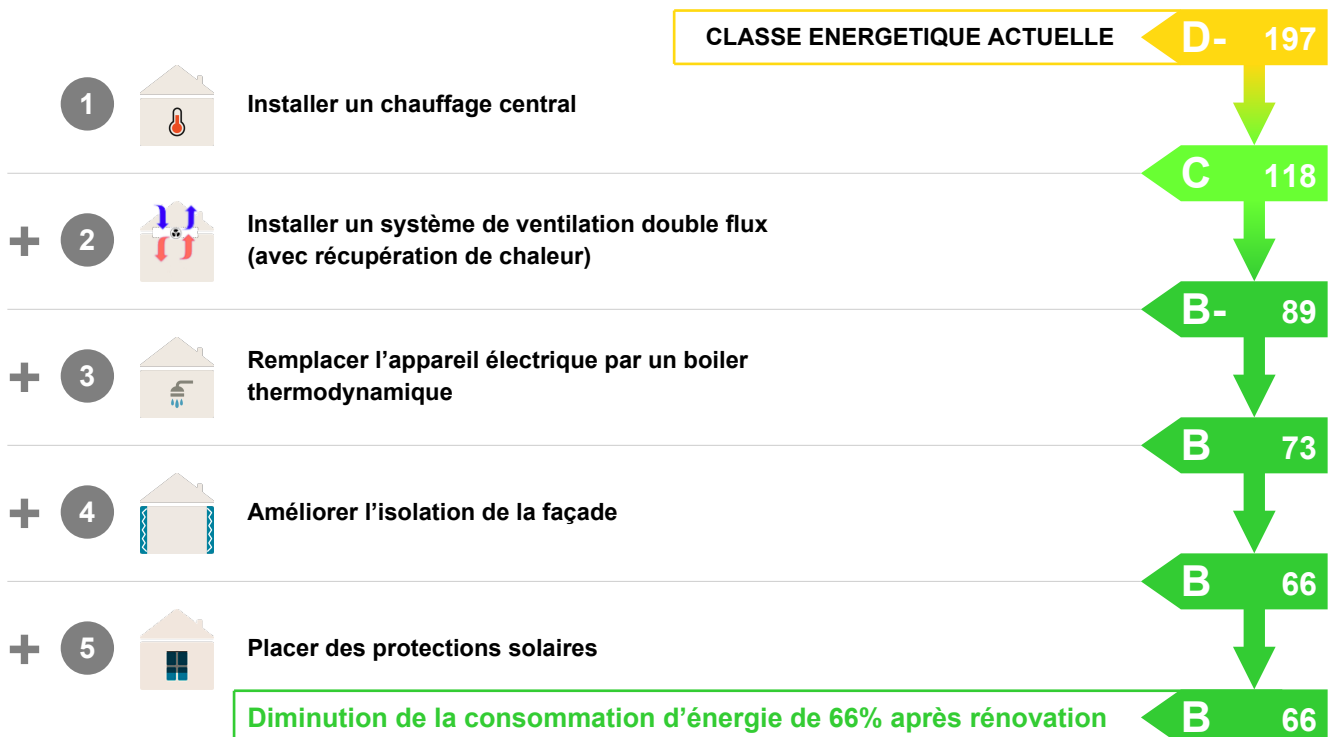 CLASSE ENERGETIQUE ACTUELLE D- 197
1 Installer un chauffage central
C 118
+ 2 Installer un système de ventilation double flux
(avec récupération de chaleur)
B- 89
+ 3 Remplacer l’appareil électrique par un boiler
thermodynamique
B 73
+ 4 Améliorer l’isolation de la façade
B 66
+ 5 Placer des protections solaires
Diminution de la consommation d’énergie de 66% après rénovation B 66